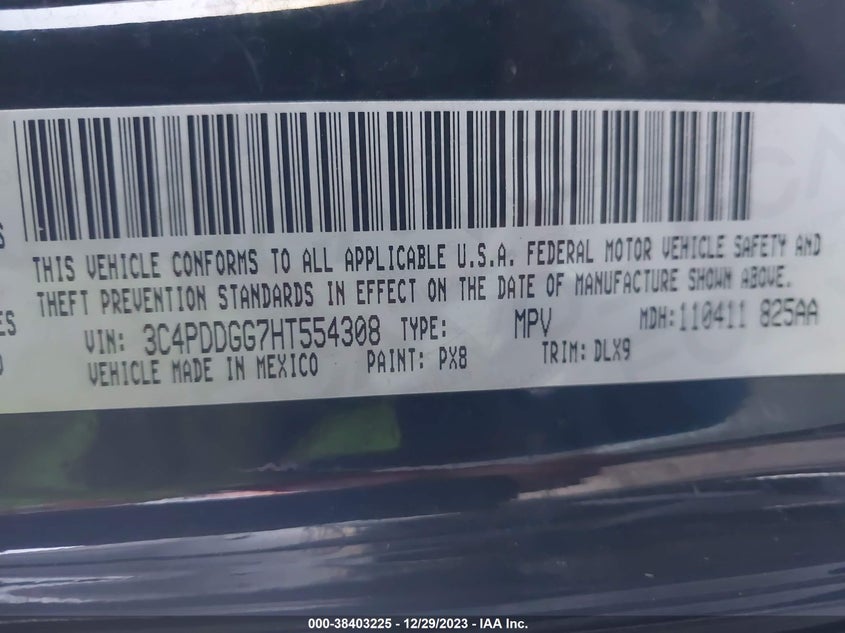 S
THIS VEHICLE CONFORMS TO ALL APPLICABLE U.S.A. FEDERAL MOTOR VEHICLE SAFETY AND
THEFT PREVENTION STANDARDS IN EFFECT ON THE DATE OF MANUFACTURE SHOWN ABOVE.
ES
VIN: 3C4PDDGG7HT554308 TYPE: MPV MDH:110411 825AA
VEHICLE MADE IN MEXICO PAINT: PX8 TRIM: DLX9
000-38403225 - 12/29/2023 - IAA Inc.